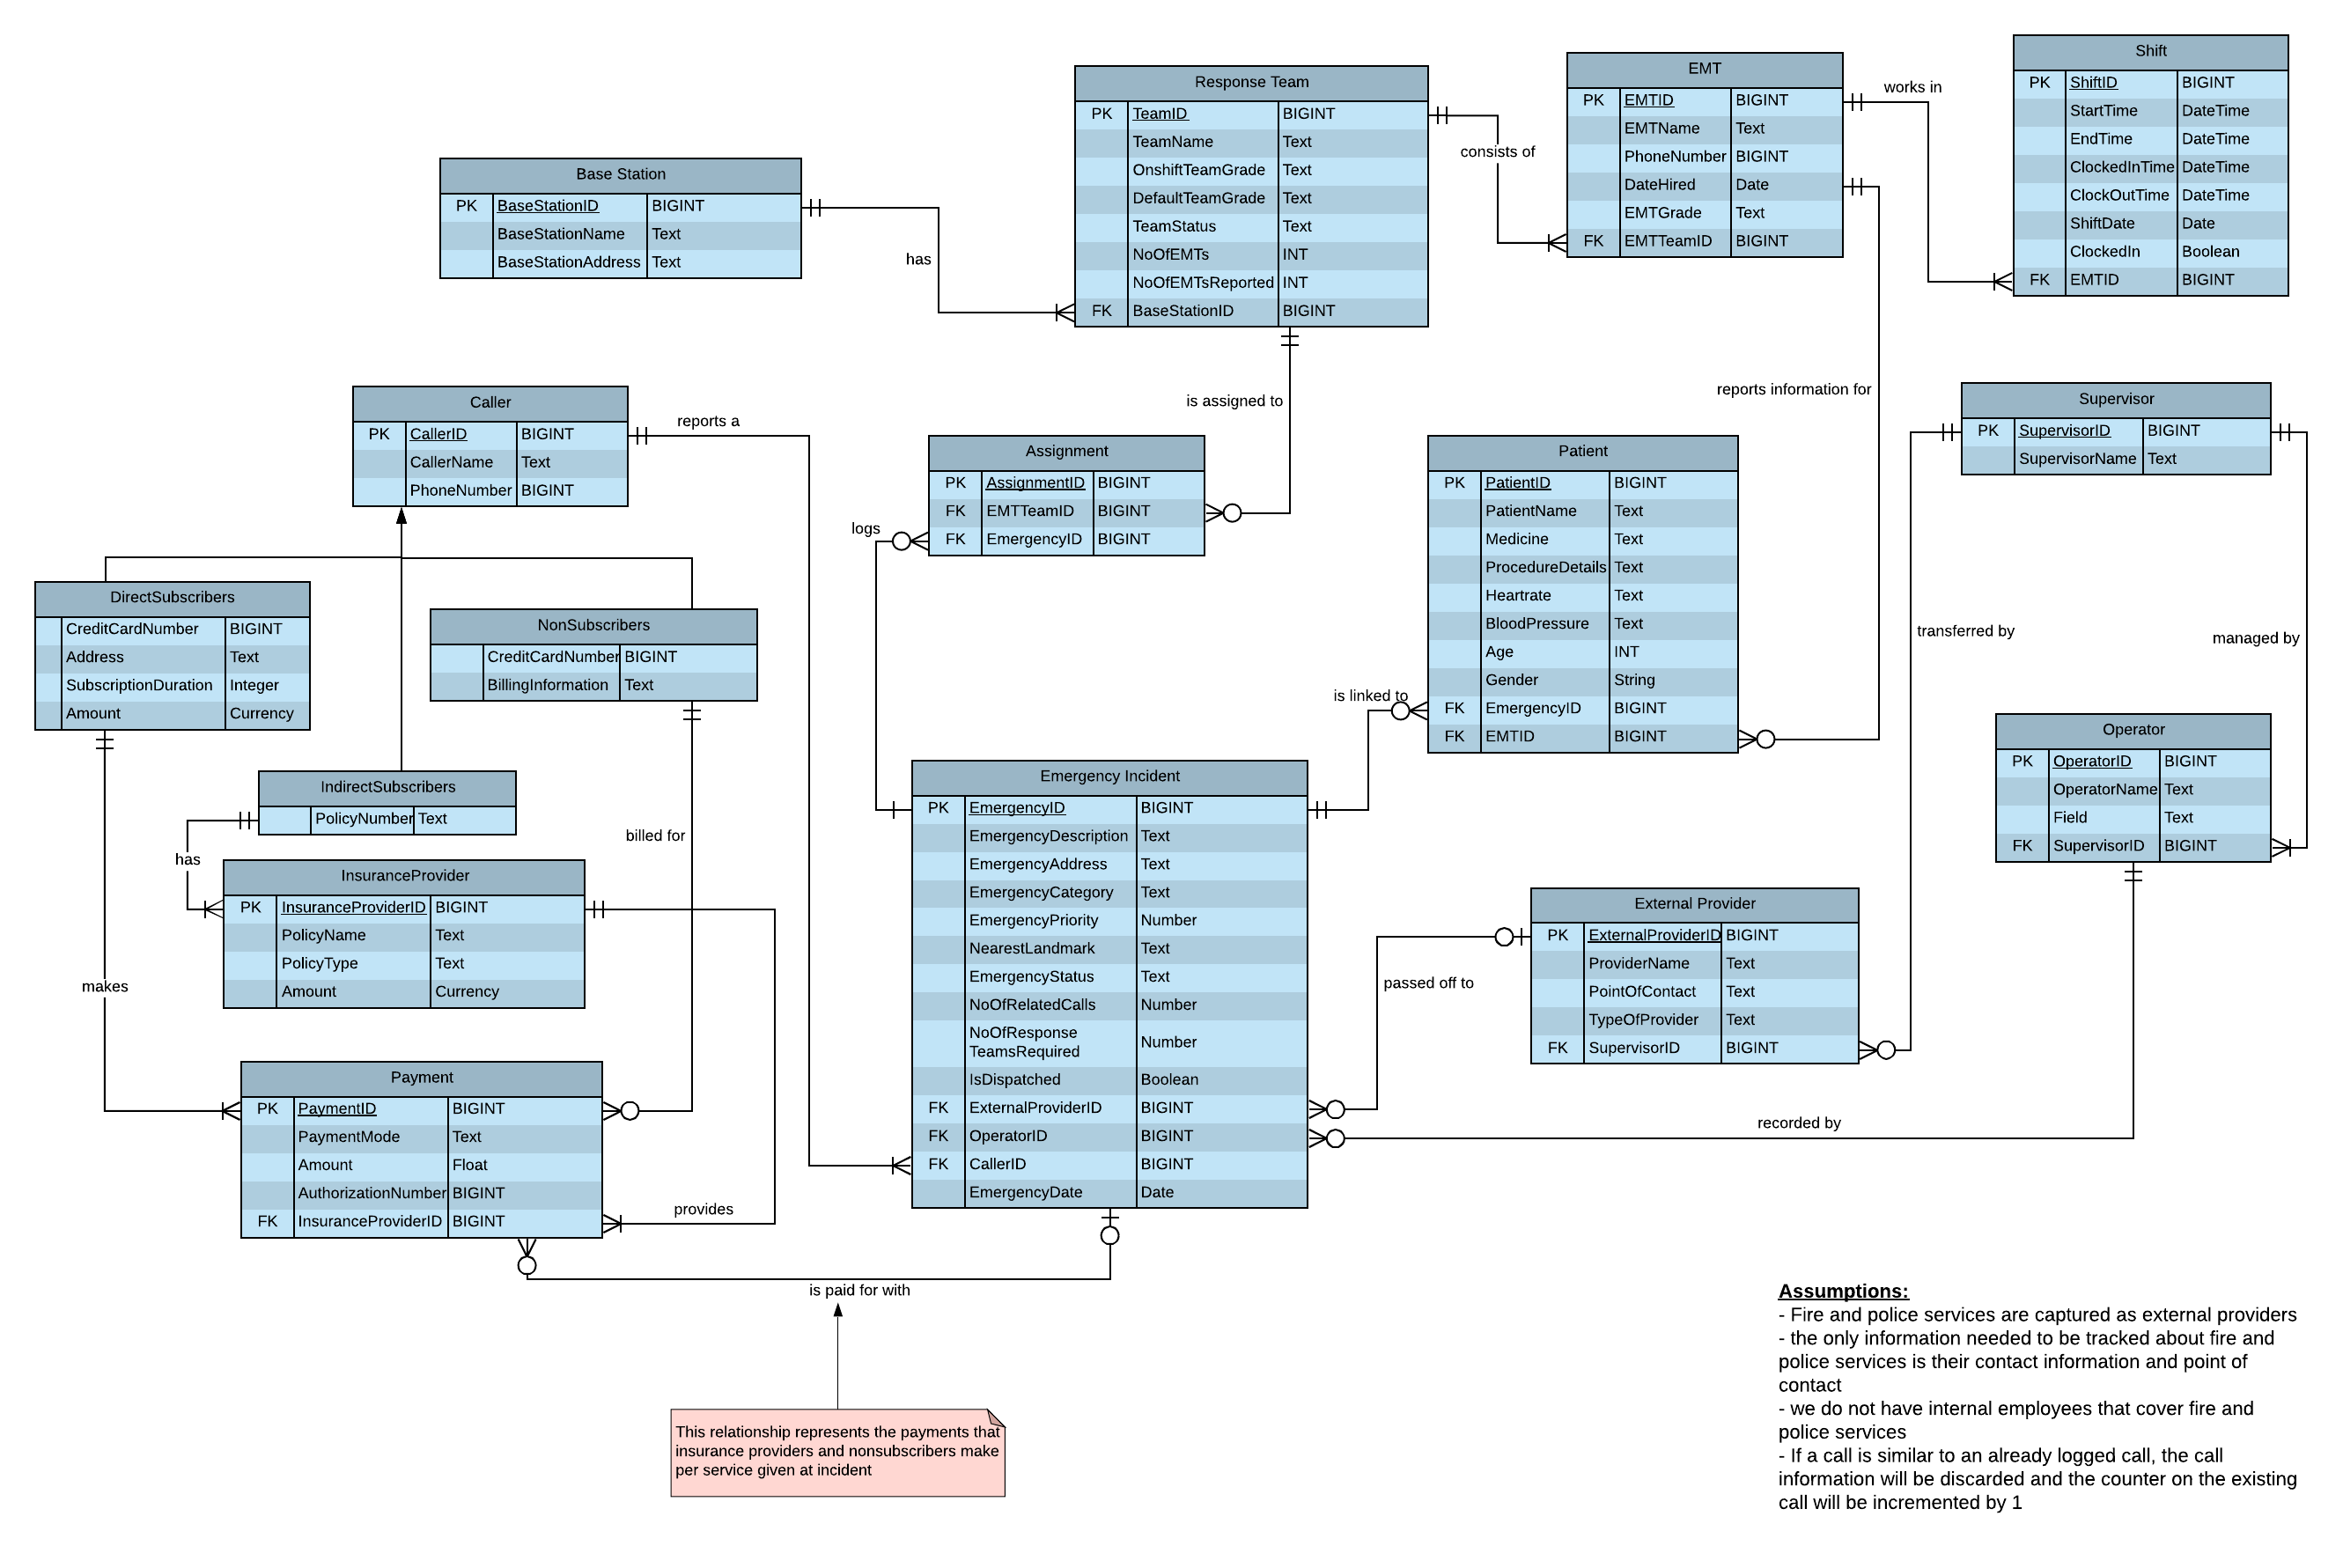 Shift
PK ShiftID BIGINT
StartTime DateTime
EndTime DateTime
ClockedInTime DateTime
ClockOutTime DateTime
ShiftDate Date
ClockedIn Boolean
FK EMTID BIGINT
works in
EMT
PK EMTID BIGINT
EMTName Text
PhoneNumber BIGINT
DateHired Date
EMTGrade Text
FK EMTTeamID BIGINT
consists of
Response Team
PK TeamID BIGINT
TeamName Text
OnshiftTeamGrade Text
DefaultTeamGrade Text
TeamStatus Text
NoOfEMTs INT
NoOfEMTsReported INT
FK BaseStationID BIGINT
Base Station
PK BaseStationID BIGINT
BaseStationName Text
BaseStationAddress Text
has
is assigned to
reports information for
Caller
PK CallerID BIGINT
CallerName Text
PhoneNumber BIGINT
reports a
Assignment
PK AssignmentID BIGINT
FK EMTTeamID BIGINT
FK EmergencyID BIGINT
logs
Patient
PK PatientID BIGINT
PatientName Text
Medicine Text
ProcedureDetails Text
Heartrate Text
BloodPressure Text
Age INT
Gender String
FK EmergencyID BIGINT
FK EMTID BIGINT
is linked to
Supervisor
PK SupervisorID BIGINT
SupervisorName Text
transferred by
managed by
DirectSubscribers
CreditCardNumber BIGINT
Address Text
SubscriptionDuration Integer
Amount Currency
NonSubscribers
CreditCardNumber BIGINT
BillingInformation Text
IndirectSubscribers
PolicyNumber Text
has
billed for
InsuranceProvider
PK InsuranceProviderID BIGINT
PolicyName Text
PolicyType Text
Amount Currency
makes
Payment
PK PaymentID BIGINT
PaymentMode Text
Amount Float
AuthorizationNumber BIGINT
FK InsuranceProviderID BIGINT
provides
Emergency Incident
PK EmergencyID BIGINT
EmergencyDescription Text
EmergencyAddress Text
EmergencyCategory Text
EmergencyPriority Number
NearestLandmark Text
EmergencyStatus Text
NoOfRelatedCalls Number
NoOfResponse
TeamsRequired Number
IsDispatched Boolean
FK ExternalProviderID BIGINT
FK OperatorID BIGINT
FK CallerID BIGINT
EmergencyDate Date
Operator
PK OperatorID BIGINT
OperatorName Text
Field Text
FK SupervisorID BIGINT
External Provider
PK ExternalProviderID BIGINT
ProviderName Text
PointOfContact Text
TypeOfProvider Text
FK SupervisorID BIGINT
passed off to
recorded by
is paid for with
This relationship represents the payments that
insurance providers and nonsubscribers make
per service given at incident
Assumptions:
- Fire and police services are captured as external providers
- the only information needed to be tracked about fire and
police services is their contact information and point of
contact
- we do not have internal employees that cover fire and
police services
- If a call is similar to an already logged call, the call
information will be discarded and the counter on the existing
call will be incremented by 1